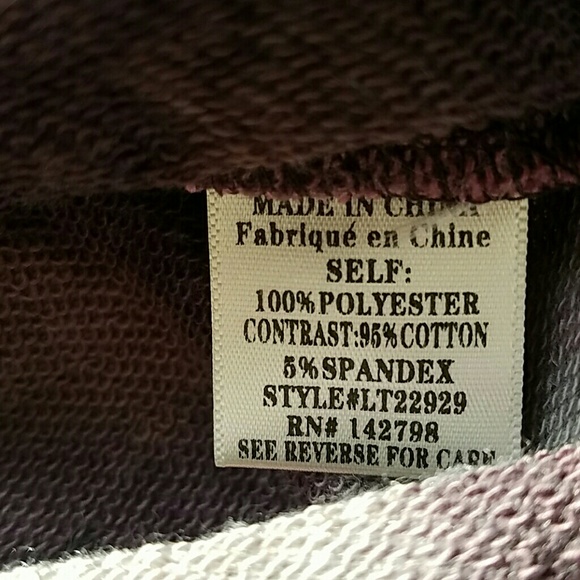 MADE IN CHINA
Fabriqué en Chine
SELF:
100%POLYESTER
CONTRAST:95%COTTON
5%SPANDEX
STYLE#LT22929
RN# 142798
SEE REVERSE FOR CARE